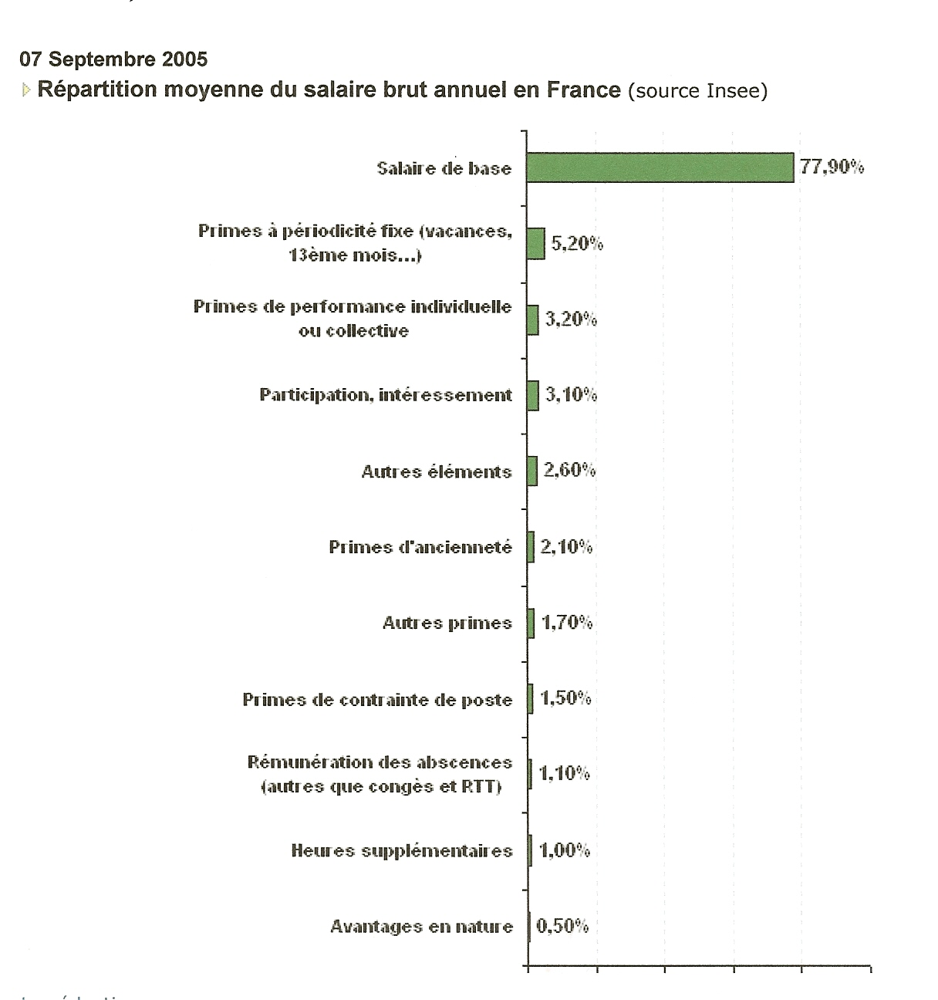 07 Septembre 2005
Répartition moyenne du salaire brut annuel en France (source Insee)
Salaire de base
77,90%
Primes à périodicité fixe (vacances,
13ème mois...)
5,20%
Primes de performance individuelle
ou collective
3,20%
Participation, intéressement
3,10%
Autres éléments
2,60%
Primes d'ancienneté
2,10%
Autres primes
1,70%
Primes de contrainte de poste
1,50%
Rémunération des abscences
(autres que congès et RTT)
1,10%
Heures supplémentaires
1,00%
Avantages en nature
0,50%